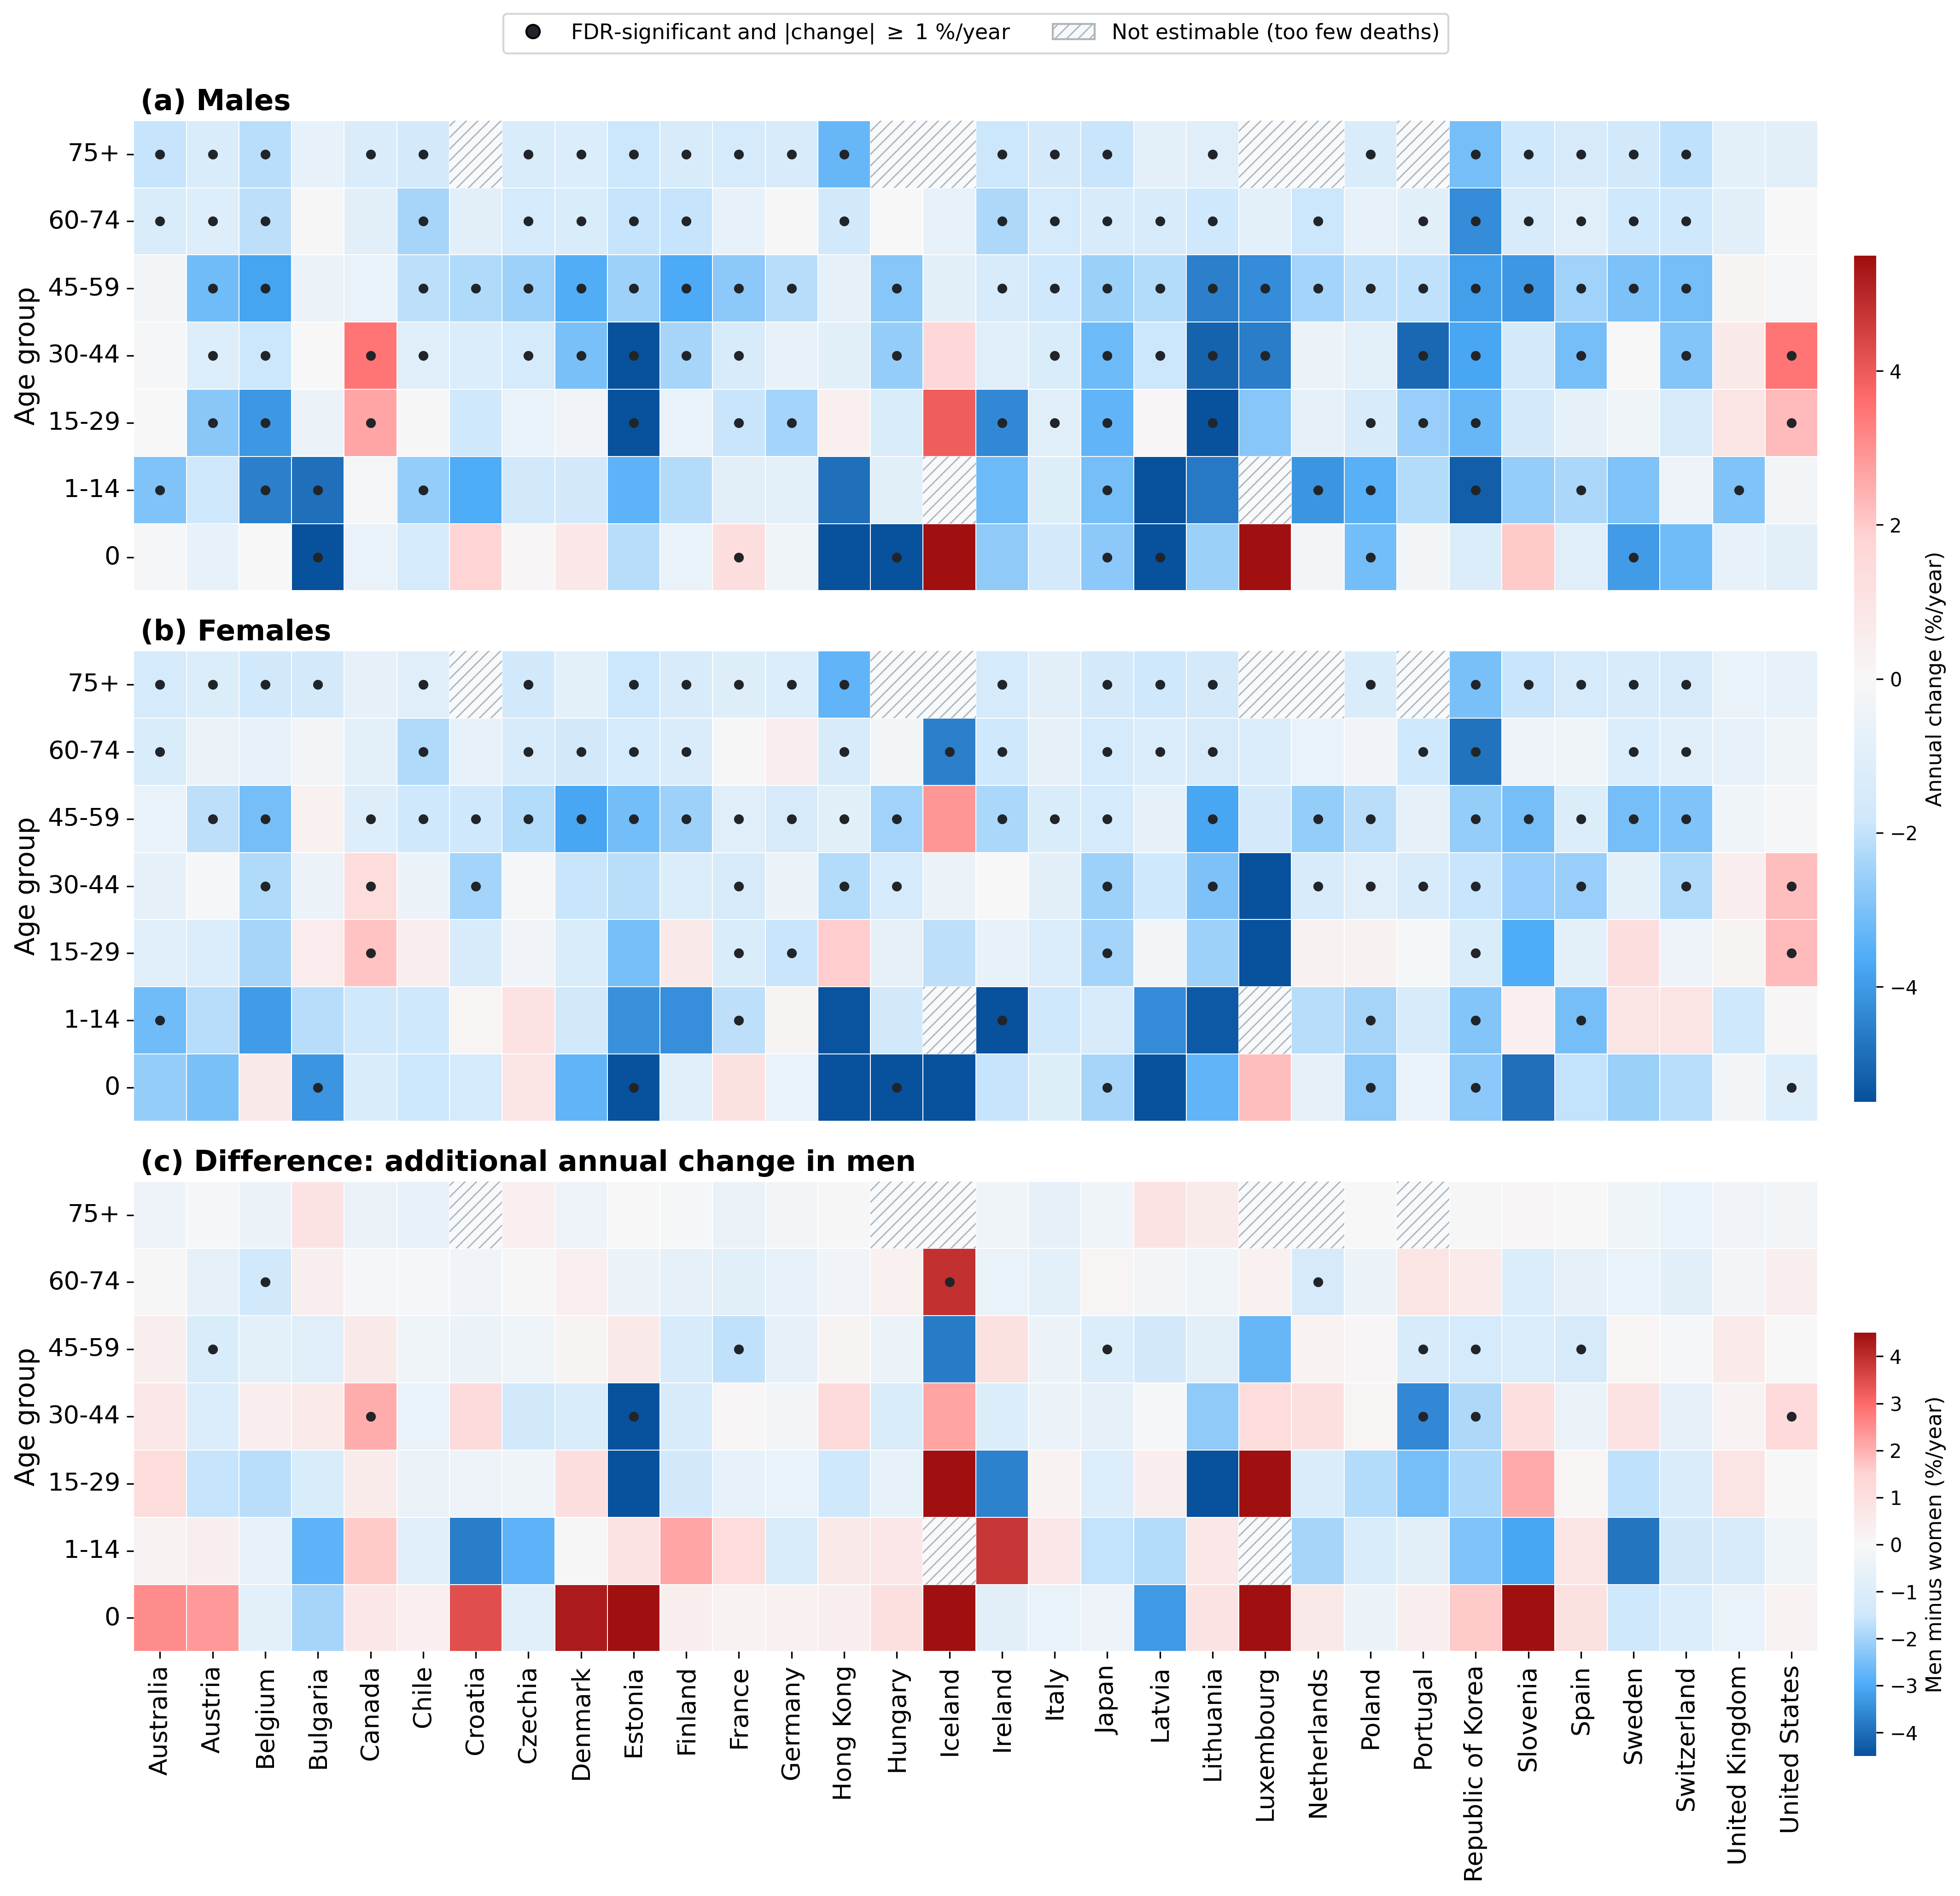 FDR-significant and |change| ≥ 1 %/year
Not estimable (too few deaths)
(a) Males
Age group
75+
60-74
45-59
30-44
15-29
1-14
0
(b) Females
Age group
75+
60-74
45-59
30-44
15-29
1-14
0
(c) Difference: additional annual change in men
Age group
75+
60-74
45-59
30-44
15-29
1-14
0
Australia
Austria
Belgium
Bulgaria
Canada
Chile
Croatia
Czechia
Denmark
Estonia
Finland
France
Germany
Hong Kong
Hungary
Iceland
Ireland
Italy
Japan
Latvia
Lithuania
Luxembourg
Netherlands
Poland
Portugal
Republic of Korea
Slovenia
Spain
Sweden
Switzerland
United Kingdom
United States
4
2
0
−2
−4
Annual change (%/year)
4
3
2
1
0
−1
−2
−3
−4
Men minus women (%/year)